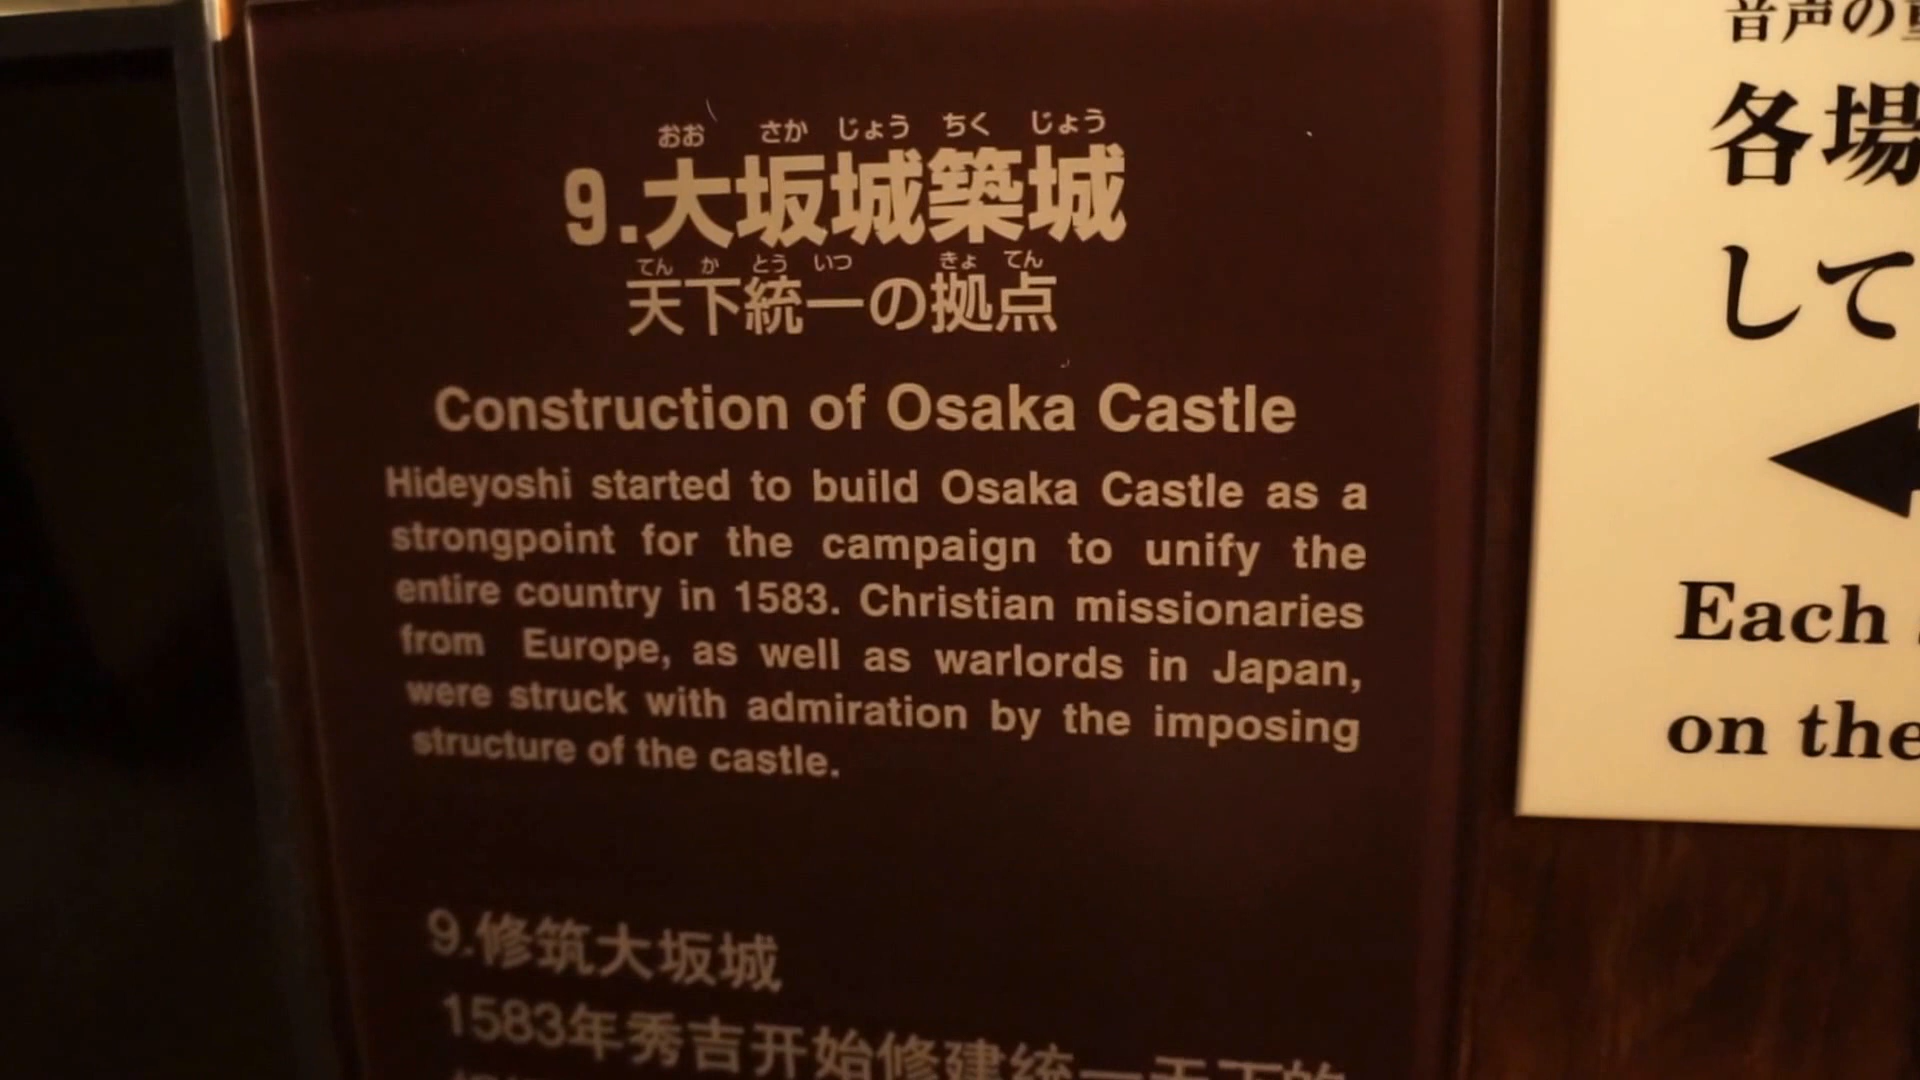 おお さか じょう ちく じょう
9.大坂城築城
てん か とう いつ きょ てん
天下統一の拠点
Construction of Osaka Castle
Hideyoshi started to build Osaka Castle as a
strongpoint for the campaign to unify the
entire country in 1583. Christian missionaries
from Europe, as well as warlords in Japan,
were struck with admiration by the imposing
structure of the castle.
9.修筑大坂城
1583年秀吉开始修建统一天下的
音声の
各場
して
Each
on the